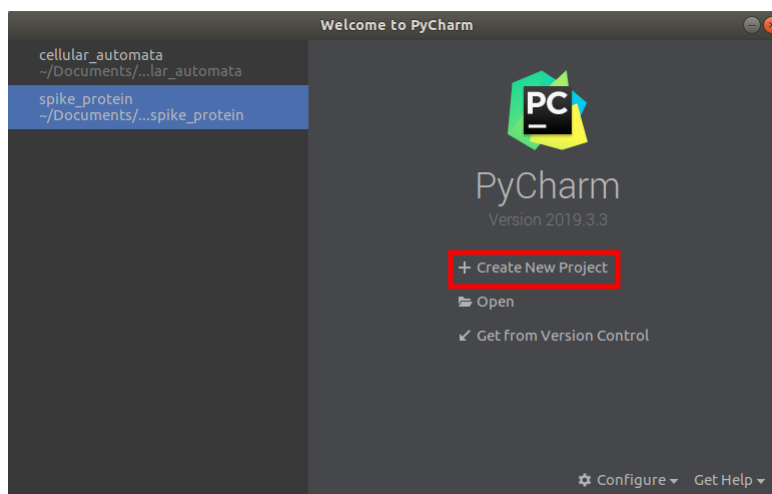 Welcome to PyCharm
cellular_automata
~/Documents/...lar_automata
spike_protein
~/Documents/...spike_protein
PC
PyCharm
Version 2019.3.3
Create New Project
Open
Get from Version Control
Configure
Get Help